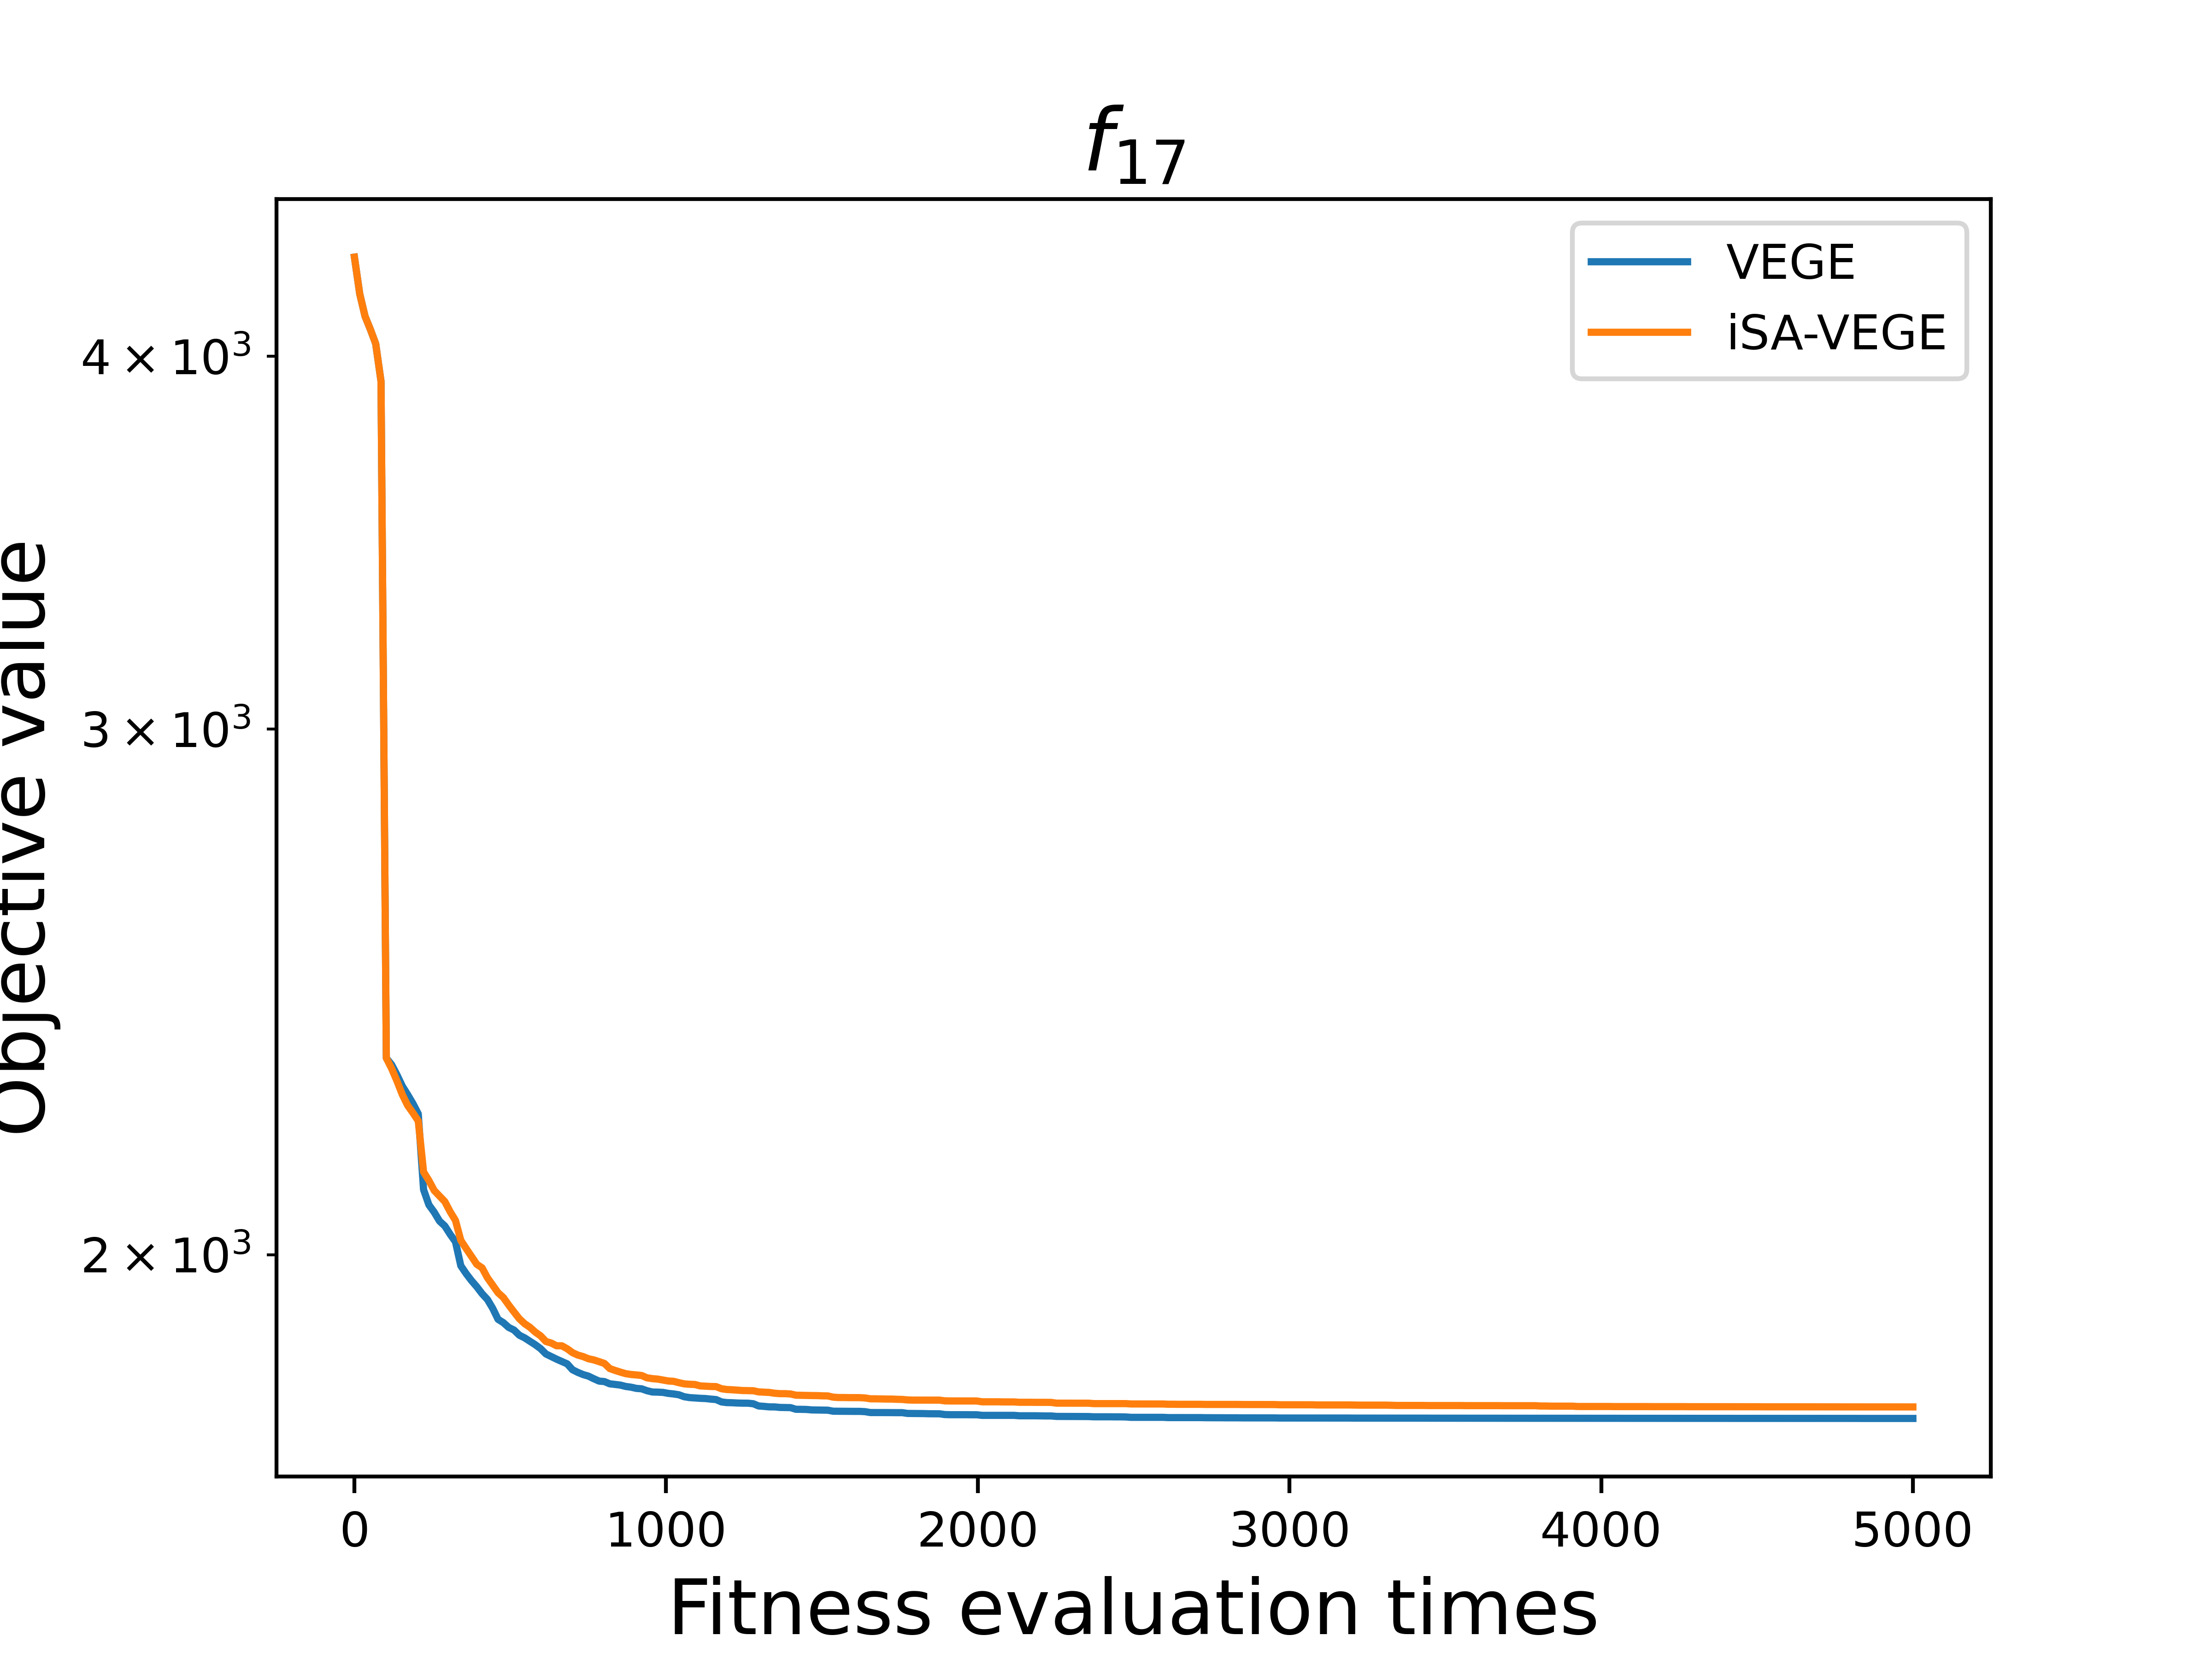 f₁₇
VEGE
iSA-VEGE
4 × 10³
3 × 10³
2 × 10³
Objective value
0 1000 2000 3000 4000 5000
Fitness evaluation times